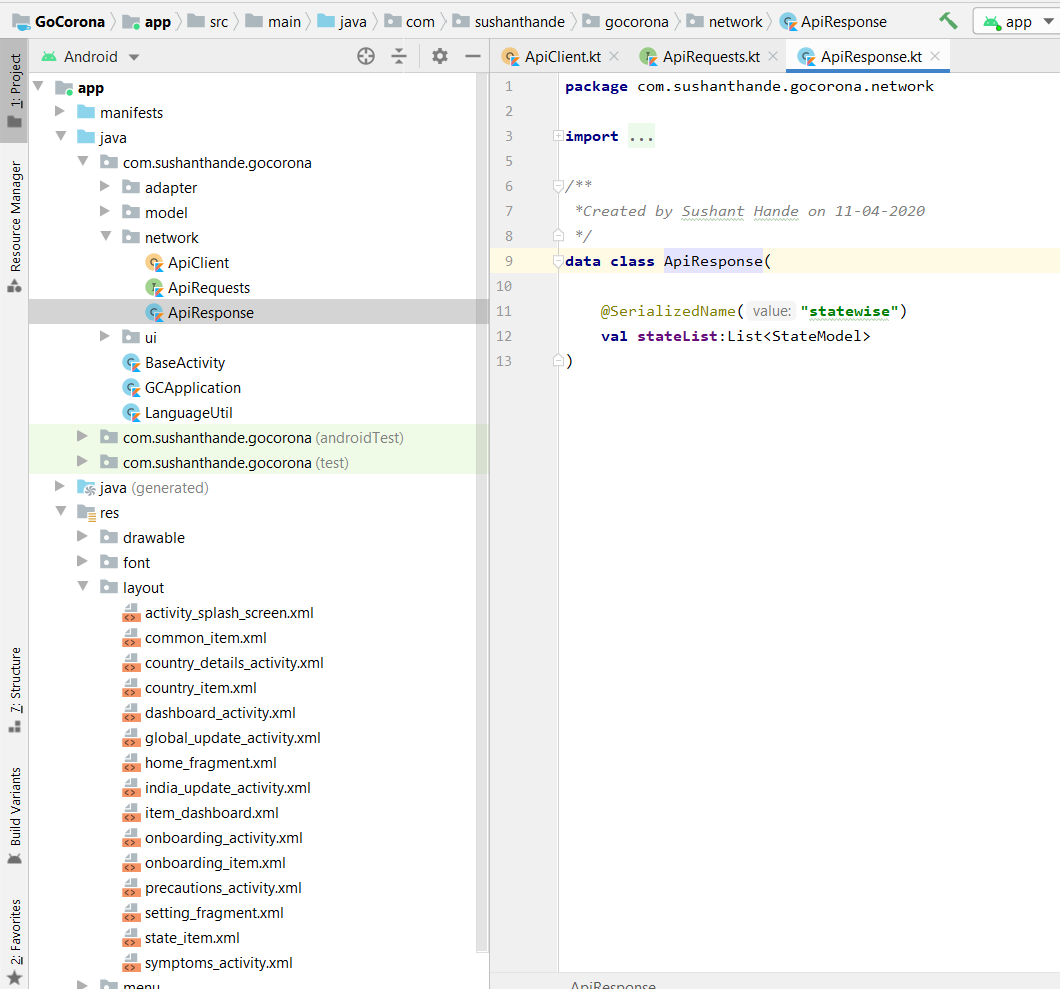 GoCorona app src main java com sushanthande gocorona network ApiResponse app
1: Project
Resource Manager
7: Structure
Build Variants
2: Favorites
Android
app
manifests
java
com.sushanthande.gocorona
adapter
model
network
ApiClient
ApiRequests
ApiResponse
ui
BaseActivity
GCApplication
LanguageUtil
com.sushanthande.gocorona (androidTest)
com.sushanthande.gocorona (test)
java (generated)
res
drawable
font
layout
activity_splash_screen.xml
common_item.xml
country_details_activity.xml
country_item.xml
dashboard_activity.xml
global_update_activity.xml
home_fragment.xml
india_update_activity.xml
item_dashboard.xml
onboarding_activity.xml
onboarding_item.xml
precautions_activity.xml
setting_fragment.xml
state_item.xml
symptoms_activity.xml
menu
ApiClient.kt ApiRequests.kt ApiResponse.kt
1 package com.sushanthande.gocorona.network
2
3 import ...
5
6 /**
7 *Created by Sushant Hande on 11-04-2020
8 */
9 data class ApiResponse(
10
11 @SerializedName( value: "statewise")
12 val stateList:List<StateModel>
13 )
ApiResponse